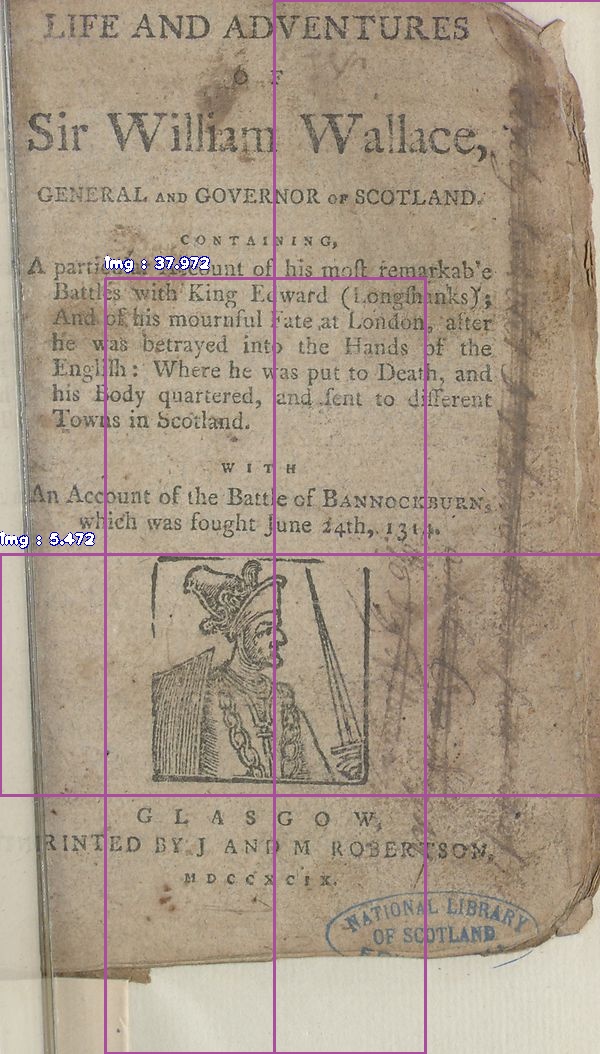 LIFE AND ADVENTURES
OF
Sir William Wallace,
GENERAL AND GOVERNOR OF SCOTLAND.
CONTAINING,
A particular Account of his moſt remarkab'e
Battles with King Edward (Longſhanks);
And of his mournful Fate at London, after
he was betrayed into the Hands of the
Engliſh: Where he was put to Death, and
his Body quartered, and ſent to different
Towns in Scotland.
WITH
An Account of the Battle of BANNOCKBURN,
which was fought June 24th, 1314.
GLASGOW,
RINTED BY J AND M ROBERTSON,
MDCCXCIX.
NATIONAL LIBRARY
OF SCOTLAND
Img : 37.972
Img : 5.472